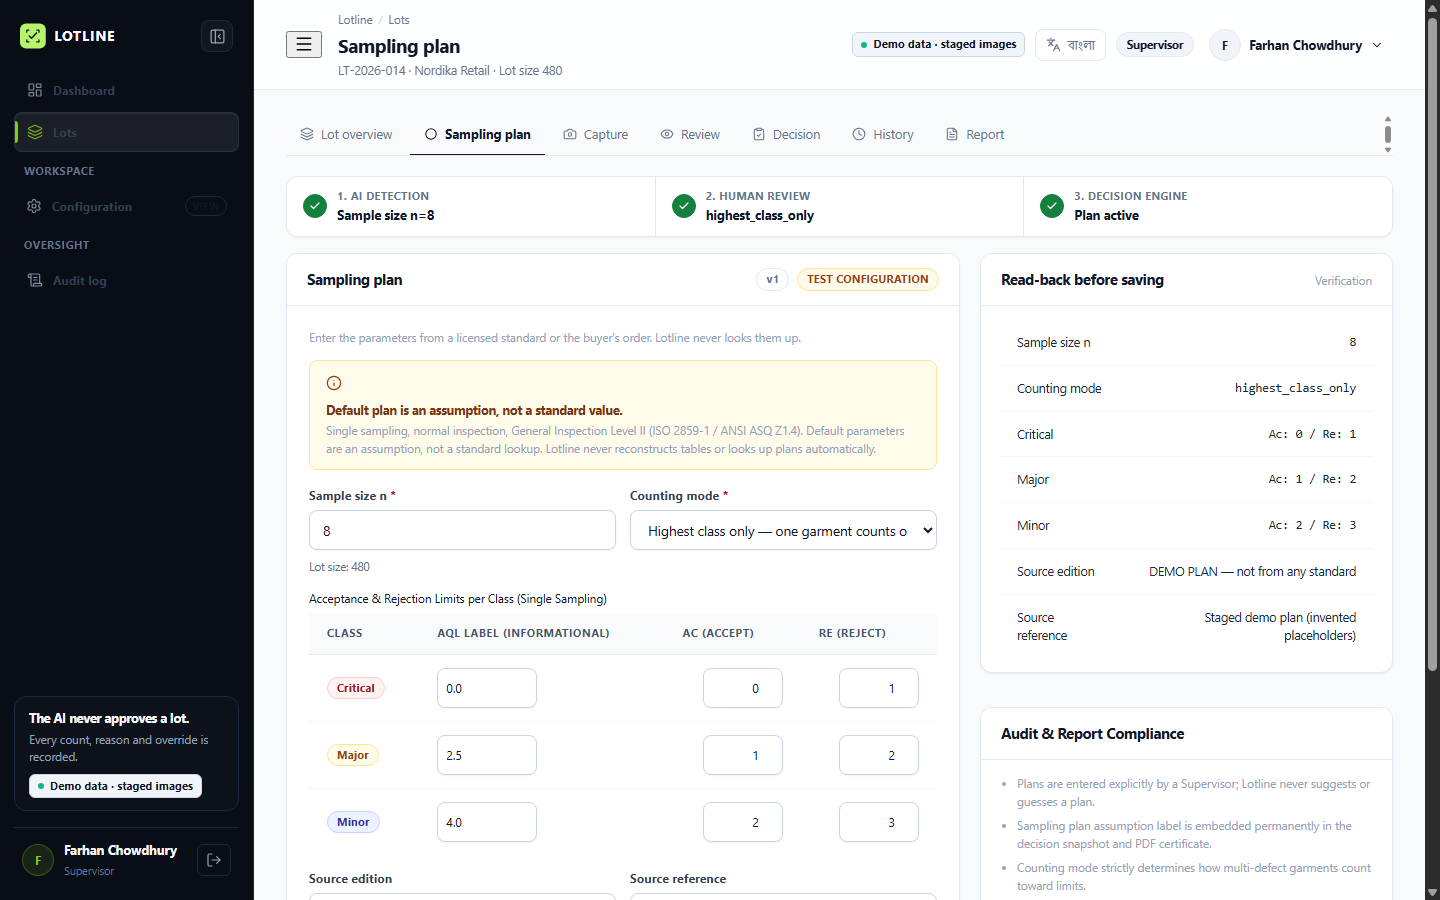 LOTLINE
Dashboard
Lots
WORKSPACE
Configuration
VIEW
OVERSIGHT
Audit log
The AI never approves a lot.
Every count, reason and override is
recorded.
Demo data · staged images
F
Farhan Chowdhury
Supervisor
Lotline / Lots
Sampling plan
LT-2026-014 · Nordika Retail · Lot size 480
Demo data · staged images
বাংলা
Supervisor
F
Farhan Chowdhury
Lot overview
Sampling plan
Capture
Review
Decision
History
Report
1. AI DETECTION
Sample size n=8
2. HUMAN REVIEW
highest_class_only
3. DECISION ENGINE
Plan active
Sampling plan
v1
TEST CONFIGURATION
Enter the parameters from a licensed standard or the buyer's order. Lotline never looks them up.
Default plan is an assumption, not a standard value.
Single sampling, normal inspection, General Inspection Level II (ISO 2859-1 / ANSI ASQ Z1.4). Default parameters
are an assumption, not a standard lookup. Lotline never reconstructs tables or looks up plans automatically.
Sample size n *
Counting mode *
8
Highest class only — one garment counts o
Lot size: 480
Acceptance & Rejection Limits per Class (Single Sampling)
CLASS AQL LABEL (INFORMATIONAL) AC (ACCEPT) RE (REJECT)
Critical 0.0 0 1
Major 2.5 1 2
Minor 4.0 2 3
Source edition
Source reference
Read-back before saving
Verification
Sample size n 8
Counting mode highest_class_only
Critical Ac: 0 / Re: 1
Major Ac: 1 / Re: 2
Minor Ac: 2 / Re: 3
Source edition DEMO PLAN — not from any standard
Source reference
Staged demo plan (invented
placeholders)
Audit & Report Compliance
• Plans are entered explicitly by a Supervisor; Lotline never suggests or
guesses a plan.
• Sampling plan assumption label is embedded permanently in the
decision snapshot and PDF certificate.
• Counting mode strictly determines how multi-defect garments count
toward limits.